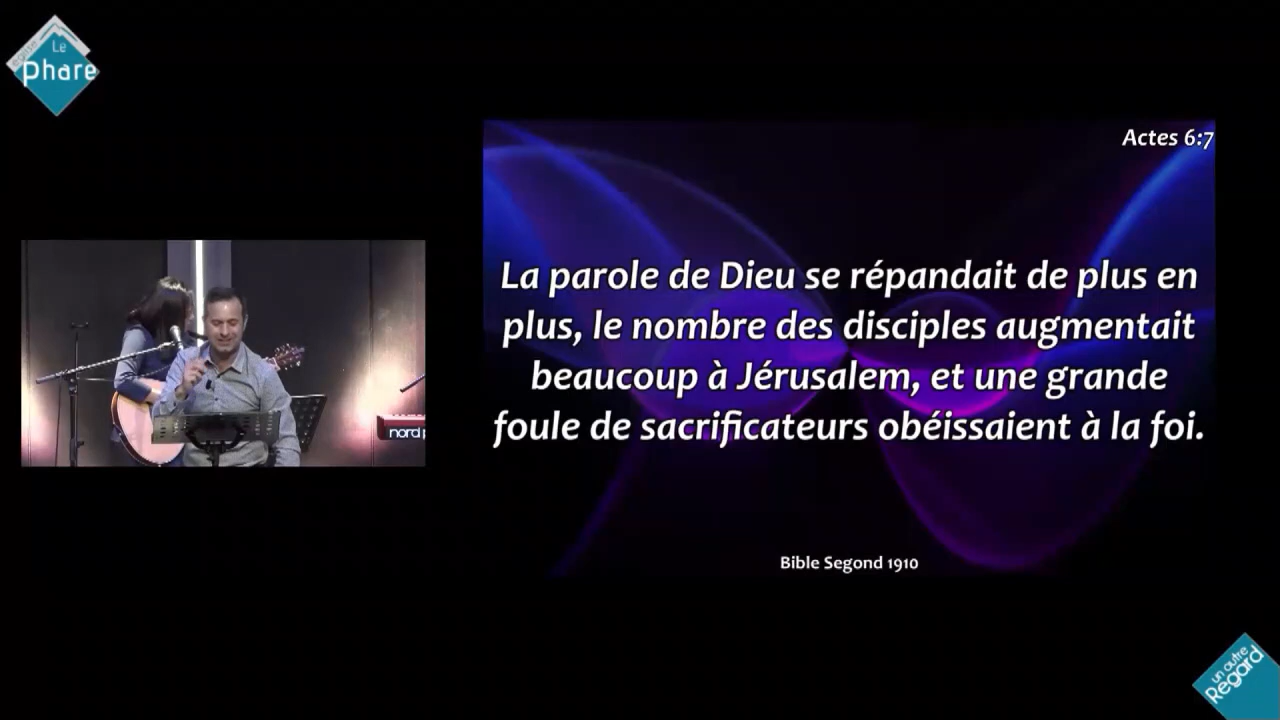 église
Le
phare
Actes 6:7
La parole de Dieu se répandait de plus en
plus, le nombre des disciples augmentait
beaucoup à Jérusalem, et une grande
foule de sacrificateurs obéissaient à la foi.
nord
Bible Segond 1910
un autre
Regard